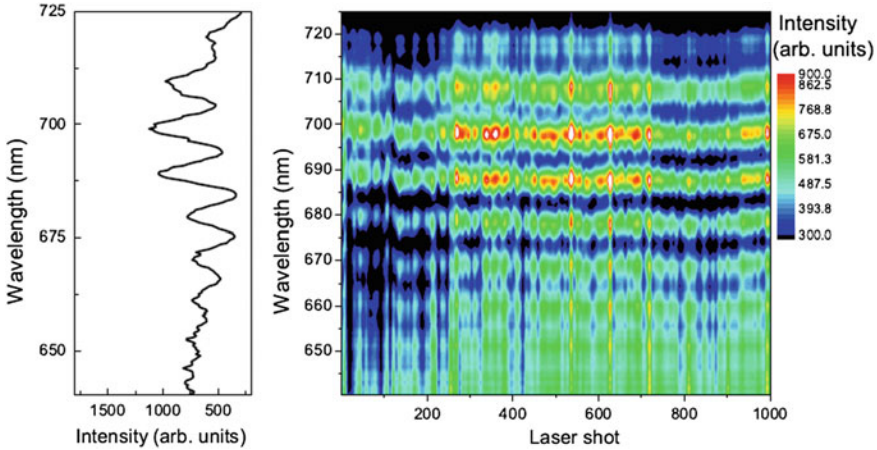 725
700
675
650
Wavelength (nm)
1500 1000 500
Intensity (arb. units)
720
710
700
690
680
670
660
650
Wavelength (nm)
200 400 600 800 1000
Laser shot
Intensity
(arb. units)
900.0
862.5
768.8
675.0
581.3
487.5
393.8
300.0